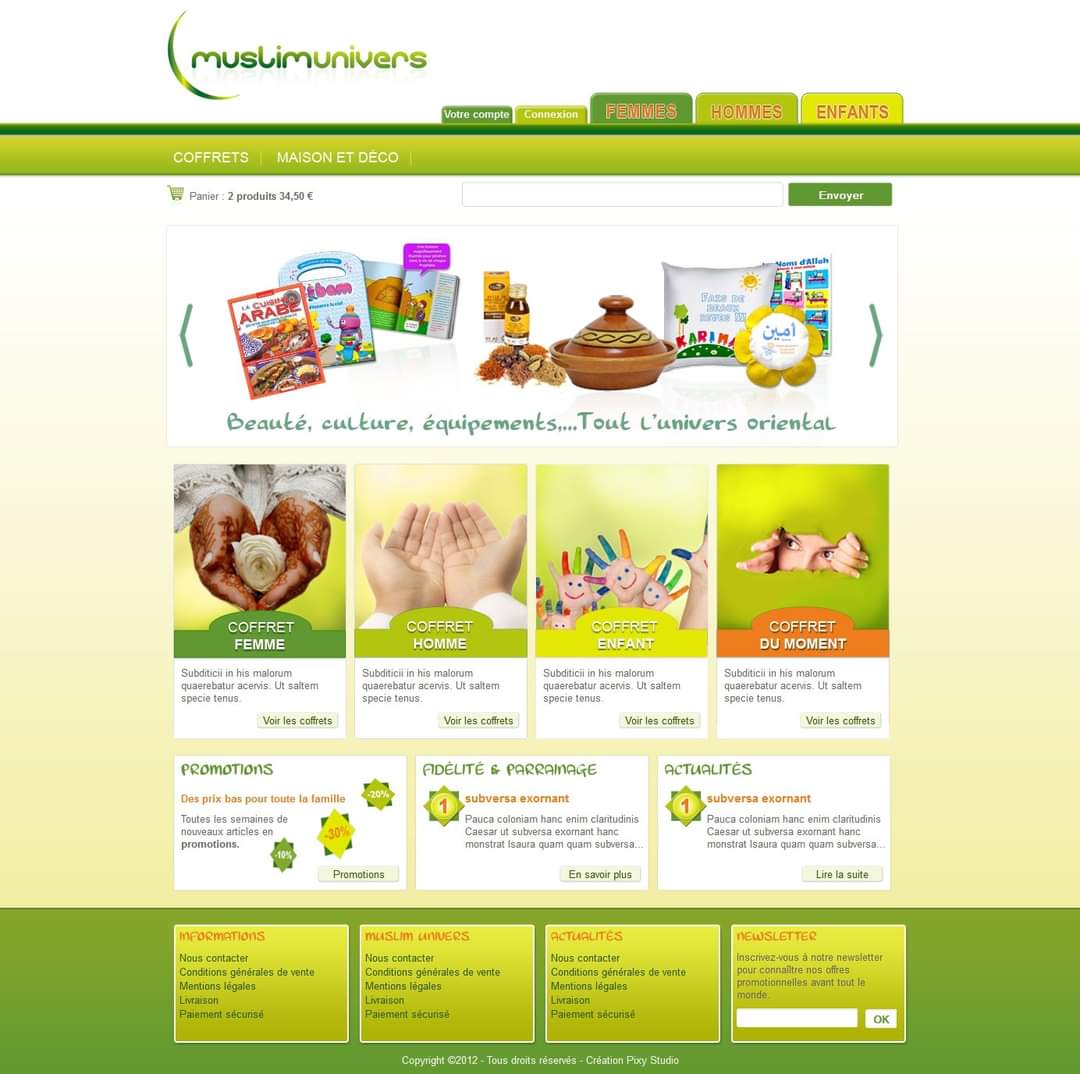 muslimunivers
Votre compte
Connexion
FEMMES
HOMMES
ENFANTS
COFFRETS
MAISON ET DÉCO
Panier : 2 produits 34,50 €
Envoyer
LA CUISINE
ARABE
FAIS DE
BEAUX
RÊVES !!!
KARIMA
Noms d'Allah
أمين
Beauté, culture, équipements,...Tout l'univers oriental
COFFRET
FEMME
Subditicii in his malorum
quaerebatur acervis. Ut saltem
specie tenus.
Voir les coffrets
COFFRET
HOMME
Subditicii in his malorum
quaerebatur acervis. Ut saltem
specie tenus.
Voir les coffrets
COFFRET
ENFANT
Subditicii in his malorum
quaerebatur acervis. Ut saltem
specie tenus.
Voir les coffrets
COFFRET
DU MOMENT
Subditicii in his malorum
quaerebatur acervis. Ut saltem
specie tenus.
Voir les coffrets
PROMOTIONS
Des prix bas pour toute la famille
Toutes les semaines de
nouveaux articles en
promotions.
-20%
-30%
-10%
Promotions
FIDÉLITÉ & PARRAINAGE
1
subversa exornant
Pauca coloniam hanc enim claritudinis
Caesar ut subversa exornant hanc
monstrat Isaura quam quam subversa...
En savoir plus
ACTUALITÉS
1
subversa exornant
Pauca coloniam hanc enim claritudinis
Caesar ut subversa exornant hanc
monstrat Isaura quam quam subversa...
Lire la suite
INFORMATIONS
Nous contacter
Conditions générales de vente
Mentions légales
Livraison
Paiement sécurisé
MUSLIM UNIVERS
Nous contacter
Conditions générales de vente
Mentions légales
Livraison
Paiement sécurisé
ACTUALITÉS
Nous contacter
Conditions générales de vente
Mentions légales
Livraison
Paiement sécurisé
NEWSLETTER
Inscrivez-vous à notre newsletter
pour connaître nos offres
promotionnelles avant tout le
monde.
OK
Copyright ©2012 - Tous droits réservés - Création Pixy Studio